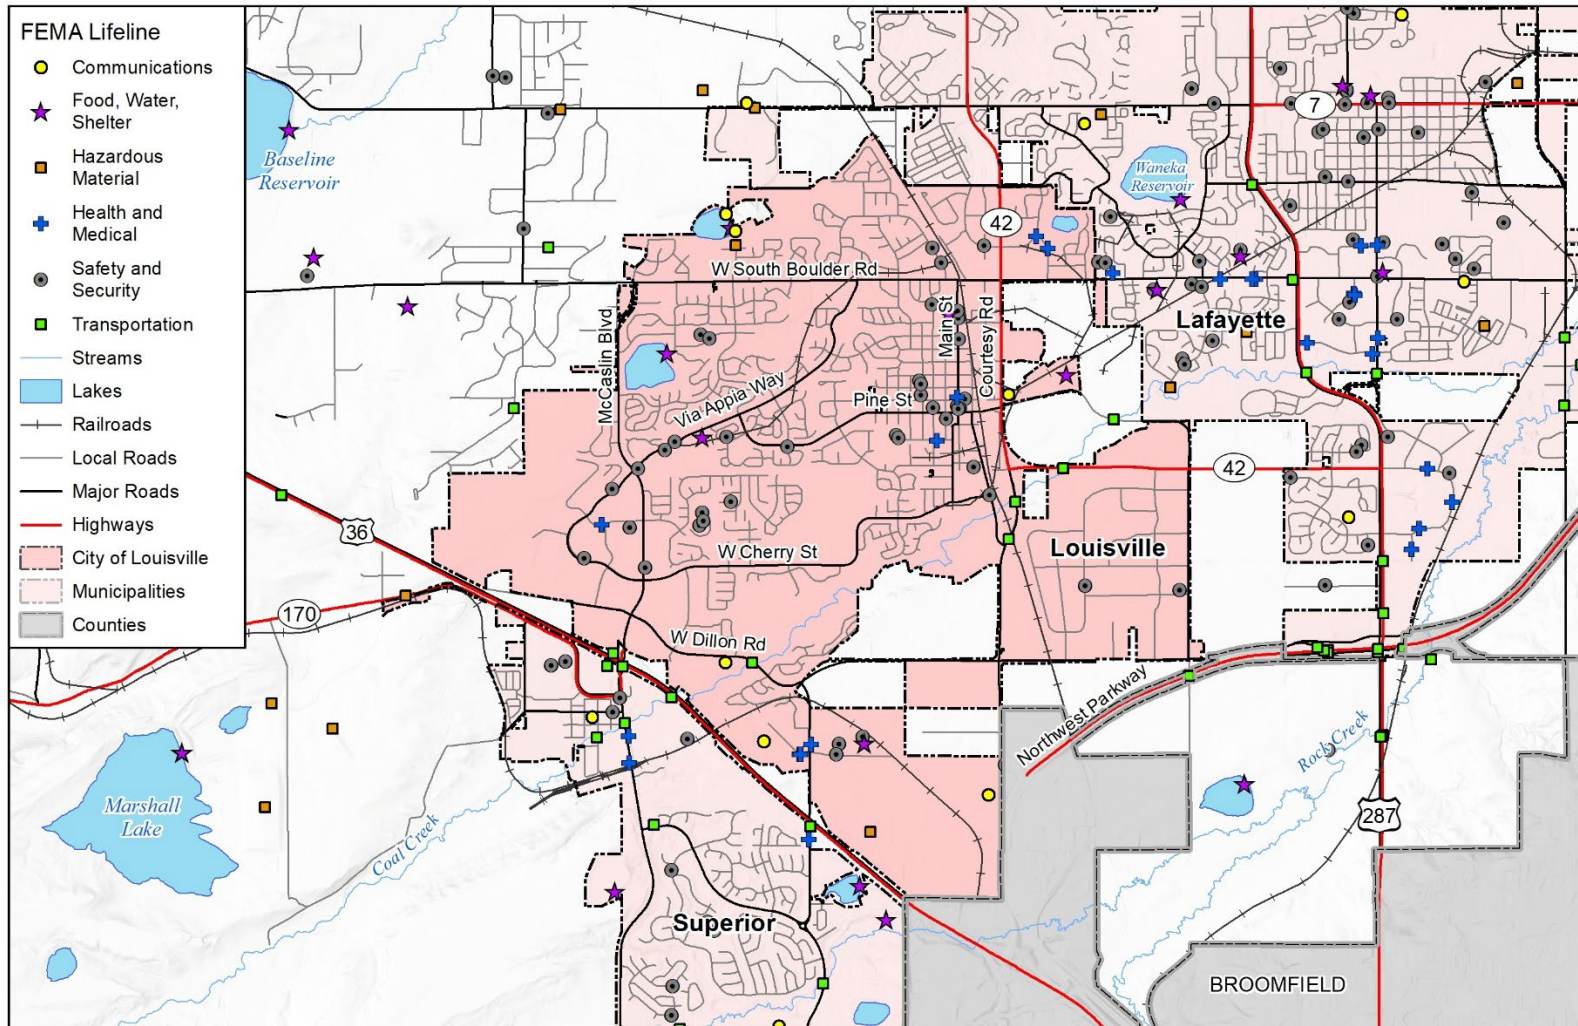 FEMA Lifeline
Communications
Food, Water,
Shelter
Hazardous
Material
Health and
Medical
Safety and
Security
Transportation
Streams
Lakes
Railroads
Local Roads
Major Roads
Highways
City of Louisville
Municipalities
Counties
7
Baseline
Reservoir
Waneka
Reservoir
42
W South Boulder Rd
McCaslin Blvd
Main St
Courtesy Rd
Lafayette
Via Appia Way
Pine St
42
36
W Cherry St
Louisville
170
W Dillon Rd
Northwest Parkway
Rock Creek
Marshall
Lake
Coal Creek
287
Superior
BROOMFIELD